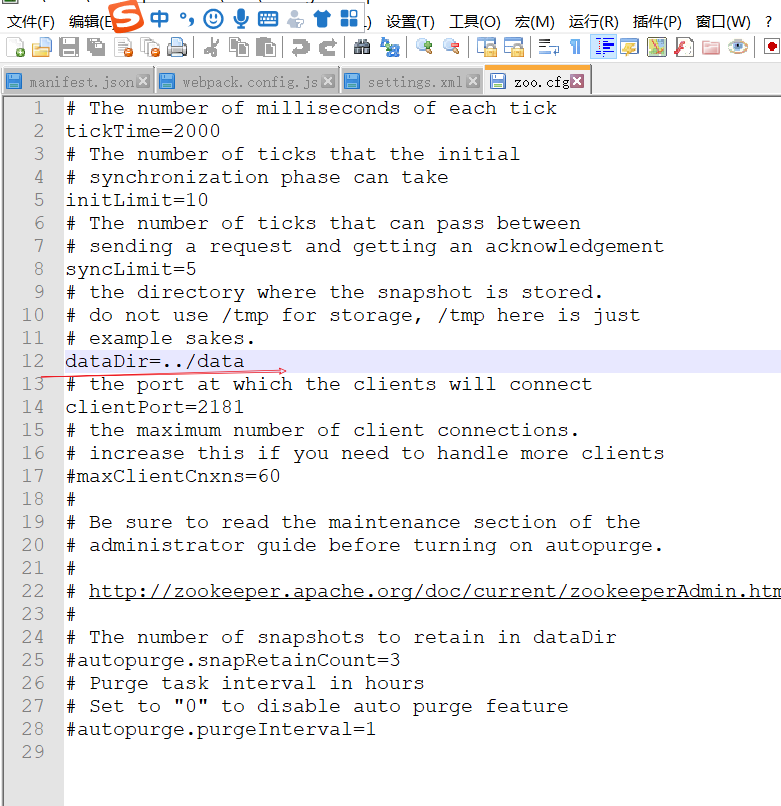 文件(F) 编辑(E 中 ) 设置(T) 工具(O) 宏(M) 运行(R) 插件(P) 窗口(W) ?
manifest.json webpack.config.js settings.xml zoo.cfg
1 # The number of milliseconds of each tick
2 tickTime=2000
3 # The number of ticks that the initial
4 # synchronization phase can take
5 initLimit=10
6 # The number of ticks that can pass between
7 # sending a request and getting an acknowledgement
8 syncLimit=5
9 # the directory where the snapshot is stored.
10 # do not use /tmp for storage, /tmp here is just
11 # example sakes.
12 dataDir=../data
13 # the port at which the clients will connect
14 clientPort=2181
15 # the maximum number of client connections.
16 # increase this if you need to handle more clients
17 #maxClientCnxns=60
18 #
19 # Be sure to read the maintenance section of the
20 # administrator guide before turning on autopurge.
21 #
22 # http://zookeeper.apache.org/doc/current/zookeeperAdmin.htm
23 #
24 # The number of snapshots to retain in dataDir
25 #autopurge.snapRetainCount=3
26 # Purge task interval in hours
27 # Set to "0" to disable auto purge feature
28 #autopurge.purgeInterval=1
29